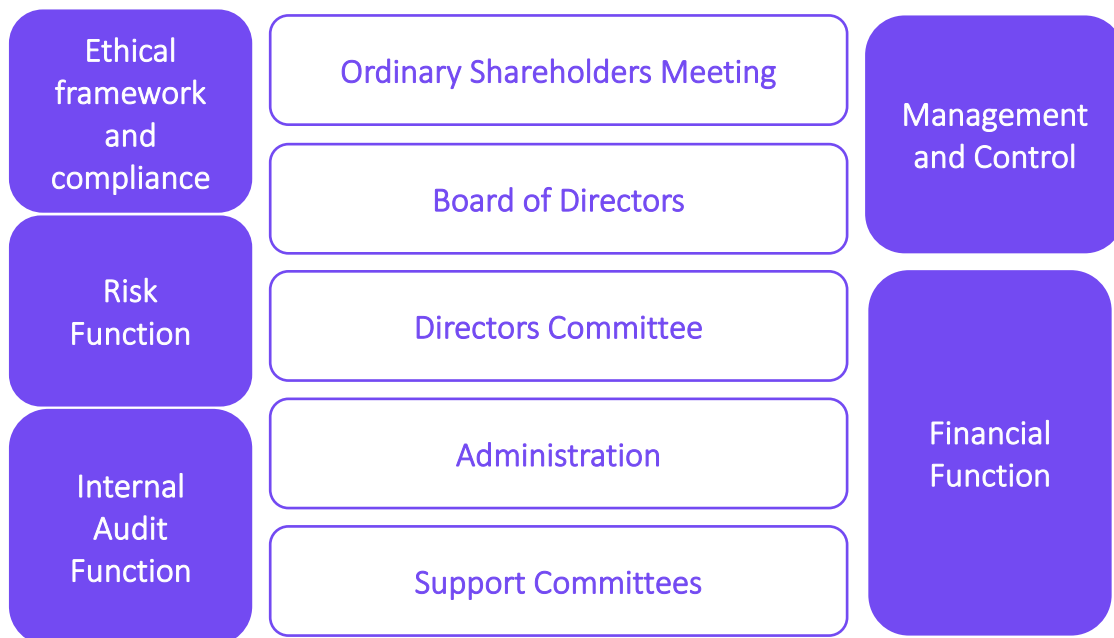 Ethical
framework
and
compliance
Risk
Function
Internal
Audit
Function
Ordinary Shareholders Meeting
Board of Directors
Directors Committee
Administration
Support Committees
Management
and Control
Financial
Function